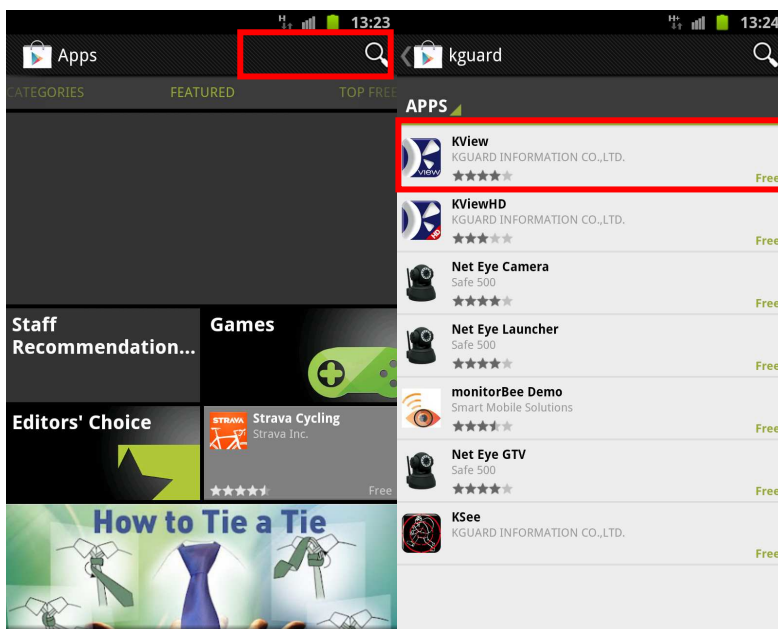 H
13:23
Apps
CATEGORIES FEATURED TOP FREE
Staff
Recommendation...
Games
Editors' Choice
STRAVA
Strava Cycling
Strava Inc.
Free
How to Tie a Tie
H+
13:24
kguard
APPS
VIEW
KView
KGUARD INFORMATION CO.,LTD.
Free
HD
KViewHD
KGUARD INFORMATION CO.,LTD.
Free
Net Eye Camera
Safe 500
Free
Net Eye Launcher
Safe 500
Free
monitorBee Demo
Smart Mobile Solutions
Free
Net Eye GTV
Safe 500
Free
KSee
KGUARD INFORMATION CO.,LTD.
Free